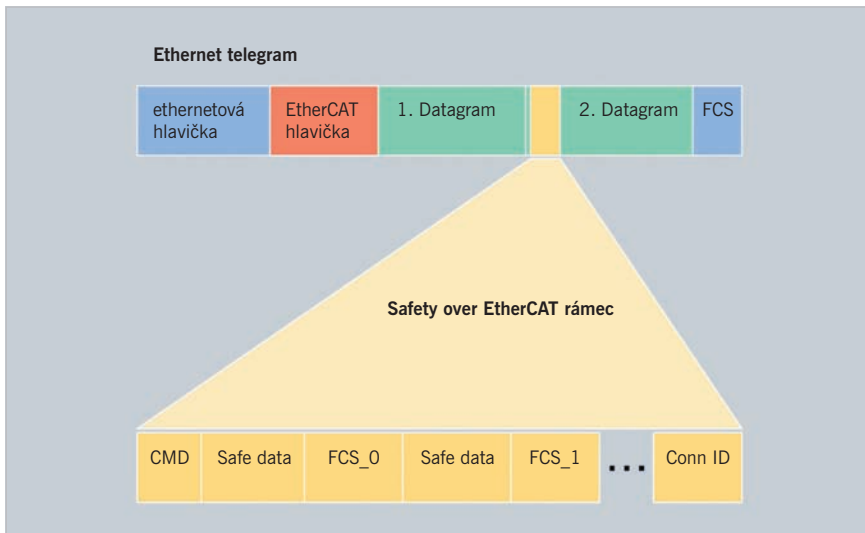 Ethernet telegram
ethernetová
hlavička
EtherCAT
hlavička
1. Datagram
2. Datagram
FCS
Safety over EtherCAT rámec
CMD
Safe data
FCS_0
Safe data
FCS_1
...
Conn ID